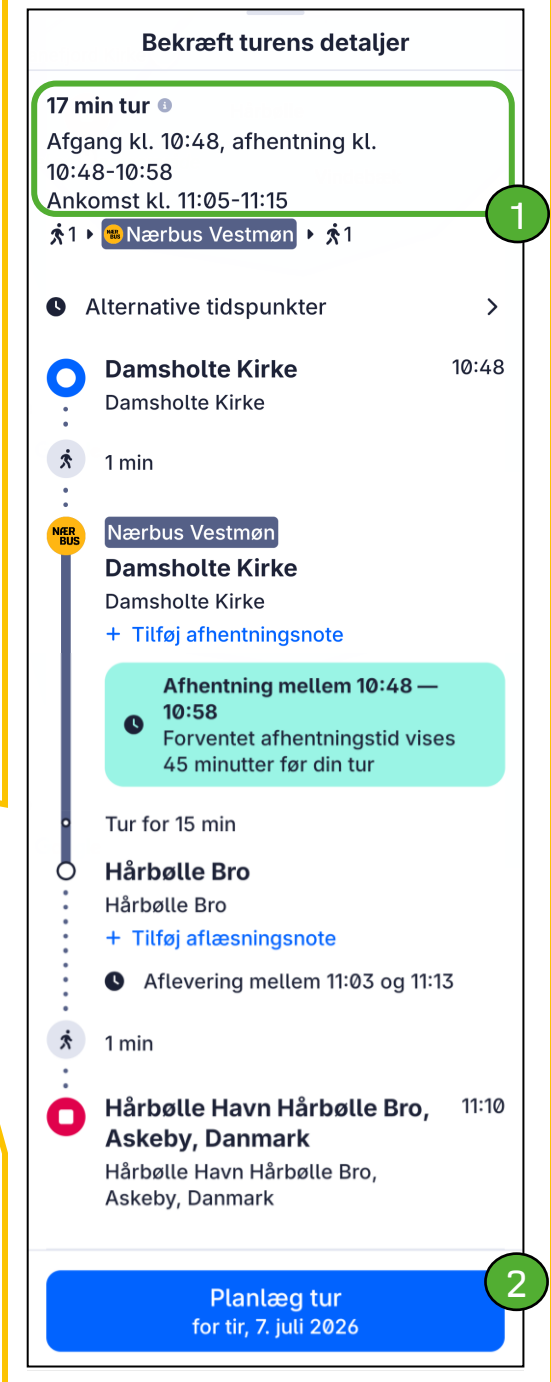 Bekræft turens detaljer
17 min tur
Afgang kl. 10:48, afhentning kl.
10:48-10:58
Ankomst kl. 11:05-11:15
1
1 NÆR BUS Nærbus Vestmøn 1
Alternative tidspunkter
Damsholte Kirke 10:48
Damsholte Kirke
1 min
NÆR
BUS
Nærbus Vestmøn
Damsholte Kirke
Damsholte Kirke
+ Tilføj afhentningsnote
Afhentning mellem 10:48 —
10:58
Forventet afhentningstid vises
45 minutter før din tur
Tur for 15 min
Hårbølle Bro
Hårbølle Bro
+ Tilføj aflæsningsnote
Aflevering mellem 11:03 og 11:13
1 min
Hårbølle Havn Hårbølle Bro, 11:10
Askeby, Danmark
Hårbølle Havn Hårbølle Bro,
Askeby, Danmark
2
Planlæg tur
for tir, 7. juli 2026